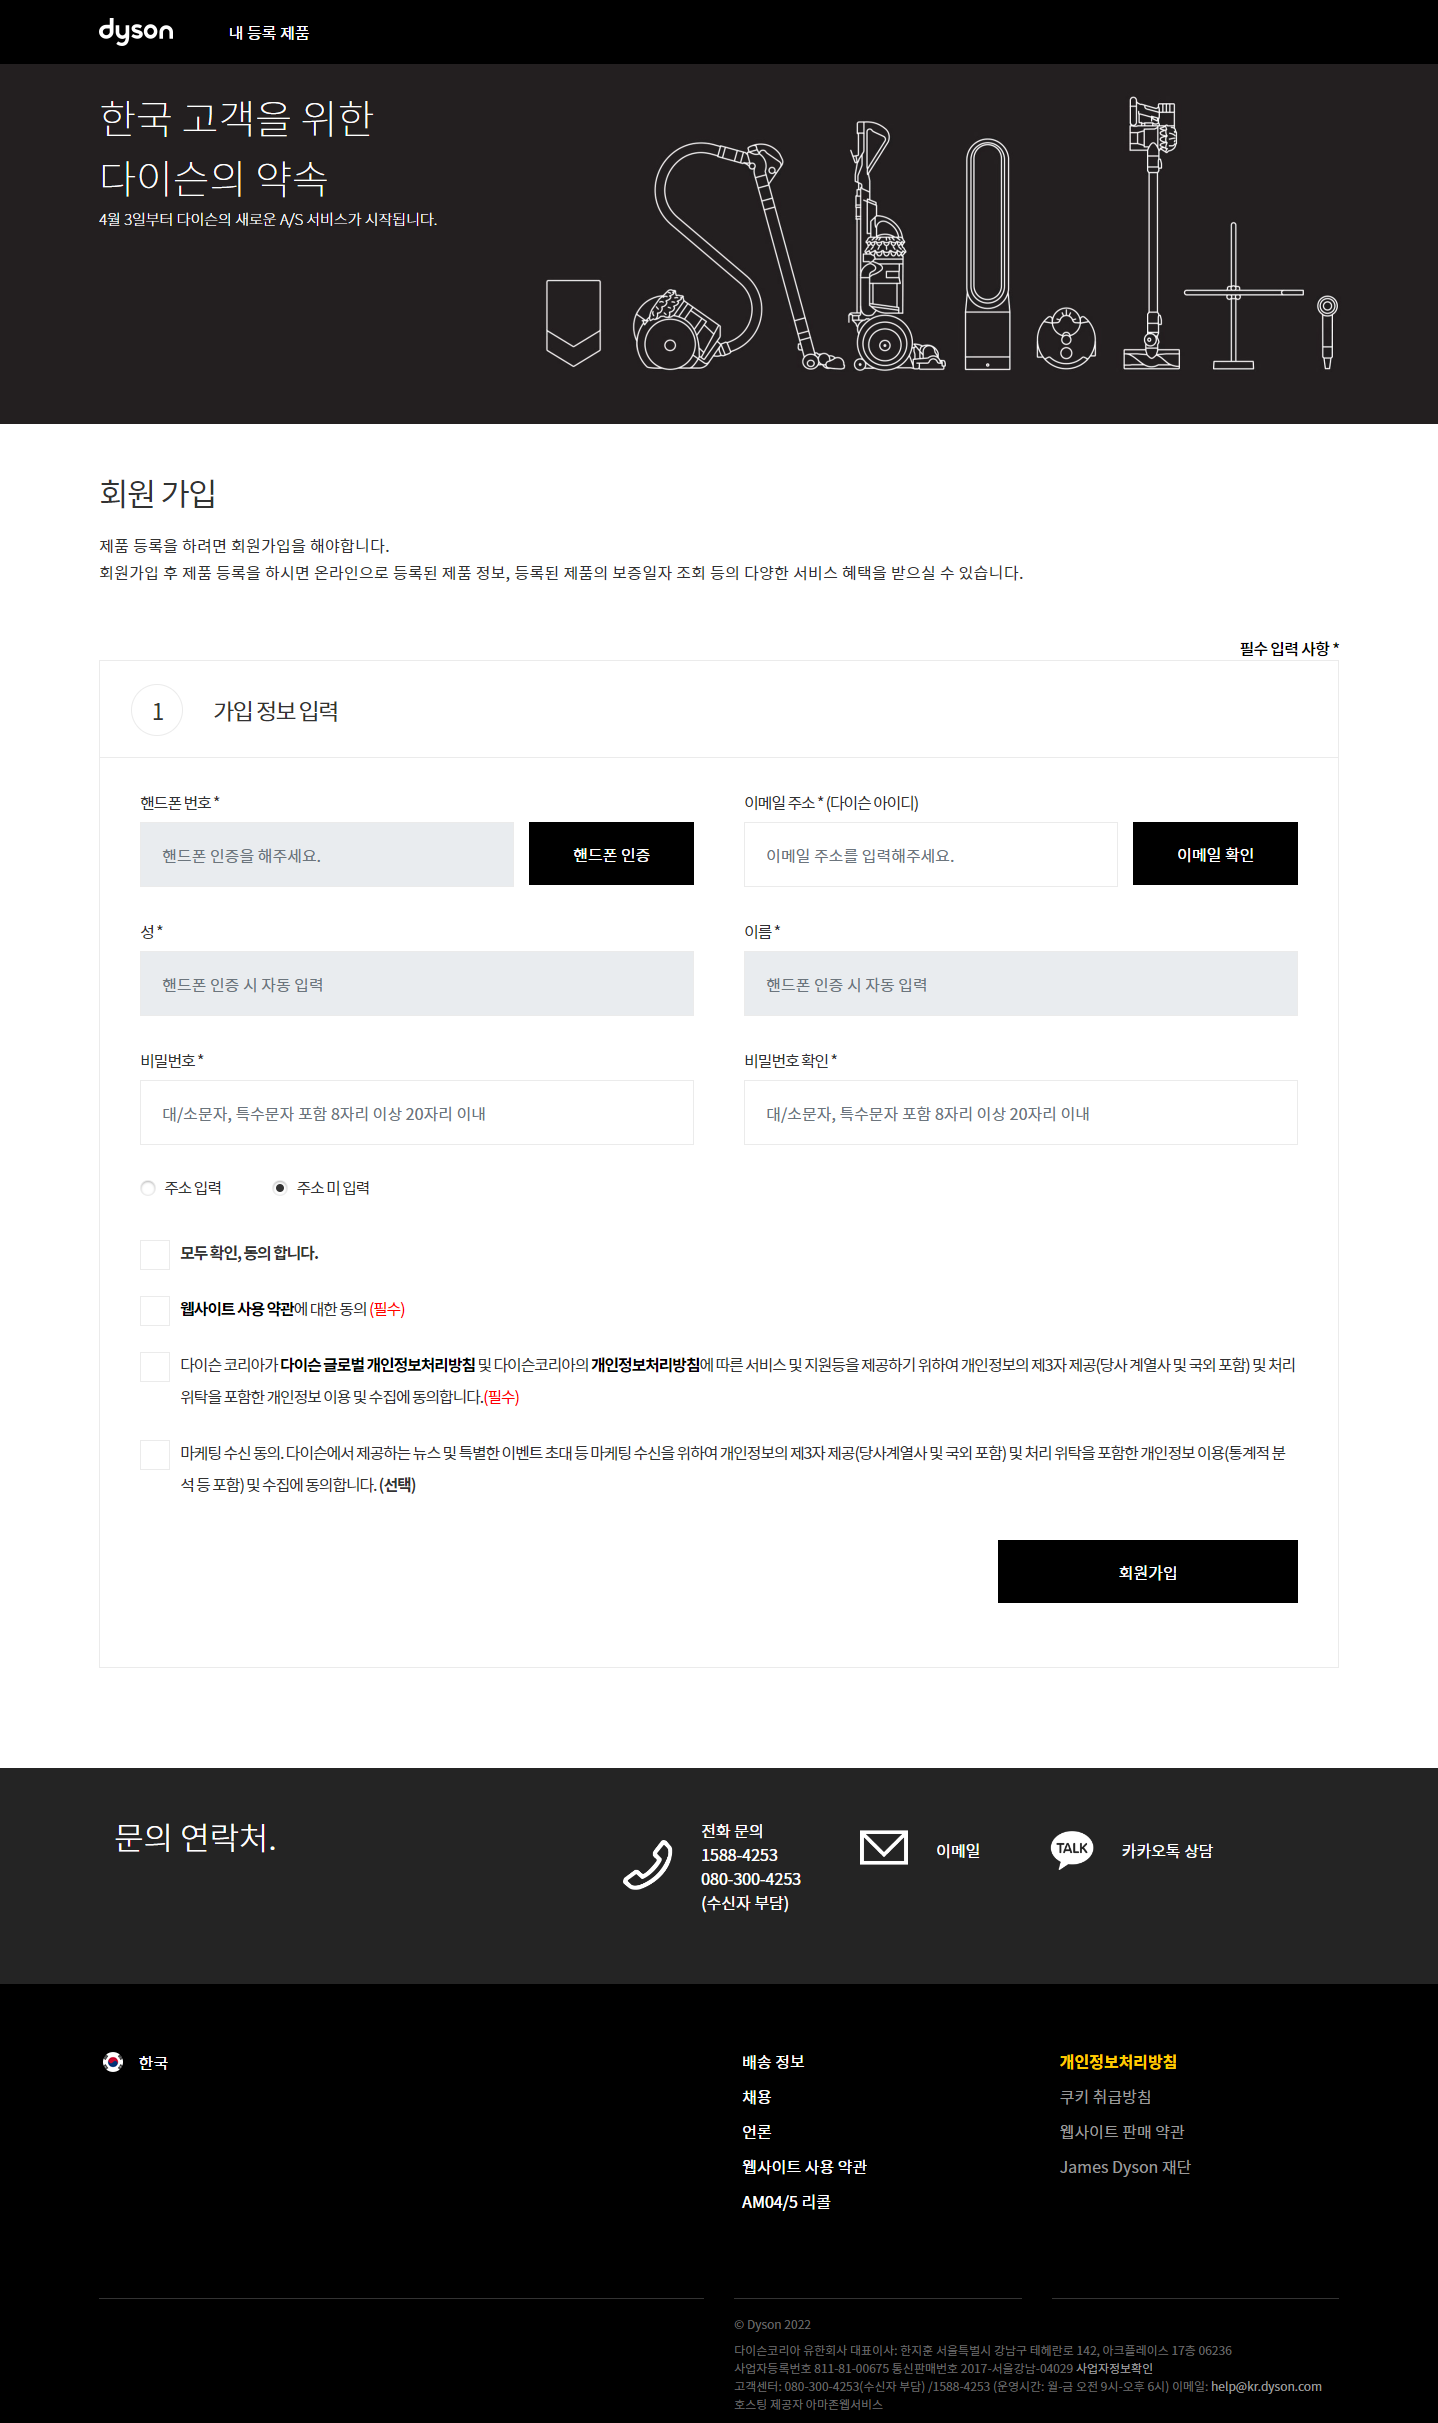 dyson
내 등록 제품
한국 고객을 위한
다이슨의 약속
4월 3일부터 다이슨의 새로운 A/S 서비스가 시작됩니다.
회원 가입
제품 등록을 하려면 회원가입을 해야합니다.
회원가입 후 제품 등록을 하시면 온라인으로 등록된 제품 정보, 등록된 제품의 보증일자 조회 등의 다양한 서비스 혜택을 받으실 수 있습니다.
필수 입력 사항 *
1 가입 정보 입력
핸드폰 번호 *
핸드폰 인증을 해주세요.
핸드폰 인증
이메일 주소 * (다이슨 아이디)
이메일 주소를 입력해주세요.
이메일 확인
성 *
핸드폰 인증 시 자동 입력
이름 *
핸드폰 인증 시 자동 입력
비밀번호 *
대/소문자, 특수문자 포함 8자리 이상 20자리 이내
비밀번호 확인 *
대/소문자, 특수문자 포함 8자리 이상 20자리 이내
주소 입력
주소 미 입력
모두 확인, 동의 합니다.
웹사이트 사용 약관에 대한 동의 (필수)
다이슨 코리아가 다이슨 글로벌 개인정보처리방침 및 다이슨코리아의 개인정보처리방침에 따른 서비스 및 지원등을 제공하기 위하여 개인정보의 제3자 제공(당사 계열사 및 국외 포함) 및 처리
위탁을 포함한 개인정보 이용 및 수집에 동의합니다.(필수)
마케팅 수신 동의. 다이슨에서 제공하는 뉴스 및 특별한 이벤트 초대 등 마케팅 수신을 위하여 개인정보의 제3자 제공(당사계열사 및 국외 포함) 및 처리 위탁을 포함한 개인정보 이용(통계적 분
석 등 포함) 및 수집에 동의합니다. (선택)
회원가입
문의 연락처.
전화 문의
1588-4253
080-300-4253
(수신자 부담)
이메일
TALK
카카오톡 상담
한국
배송 정보
채용
언론
웹사이트 사용 약관
AM04/5 리콜
개인정보처리방침
쿠키 취급방침
웹사이트 판매 약관
James Dyson 재단
© Dyson 2022
다이슨코리아 유한회사 대표이사: 한지훈 서울특별시 강남구 테헤란로 142, 아크플레이스 17층 06236
사업자등록번호 811-81-00675 통신판매번호 2017-서울강남-04029 사업자정보확인
고객센터: 080-300-4253(수신자 부담) /1588-4253 (운영시간: 월-금 오전 9시-오후 6시) 이메일: help@kr.dyson.com
호스팅 제공자 아마존웹서비스